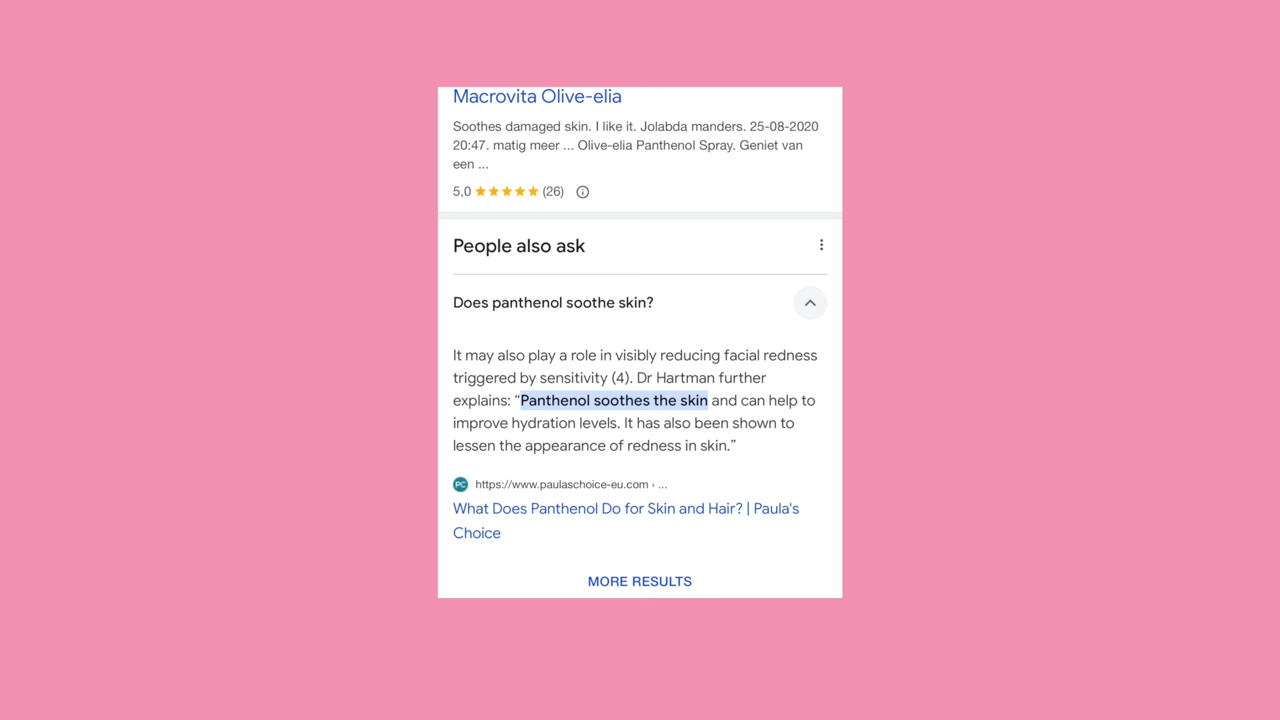 Macrovita Olive-elia
Soothes damaged skin. I like it. Jolabda manders. 25-08-2020
20:47. matig meer ... Olive-elia Panthenol Spray. Geniet van
een ...
5,0 ★★★★★ (26)
People also ask
Does panthenol soothe skin?
It may also play a role in visibly reducing facial redness
triggered by sensitivity (4). Dr Hartman further
explains: “Panthenol soothes the skin and can help to
improve hydration levels. It has also been shown to
lessen the appearance of redness in skin.”
PC https://www.paulaschoice-eu.com › ...
What Does Panthenol Do for Skin and Hair? | Paula's
Choice
MORE RESULTS